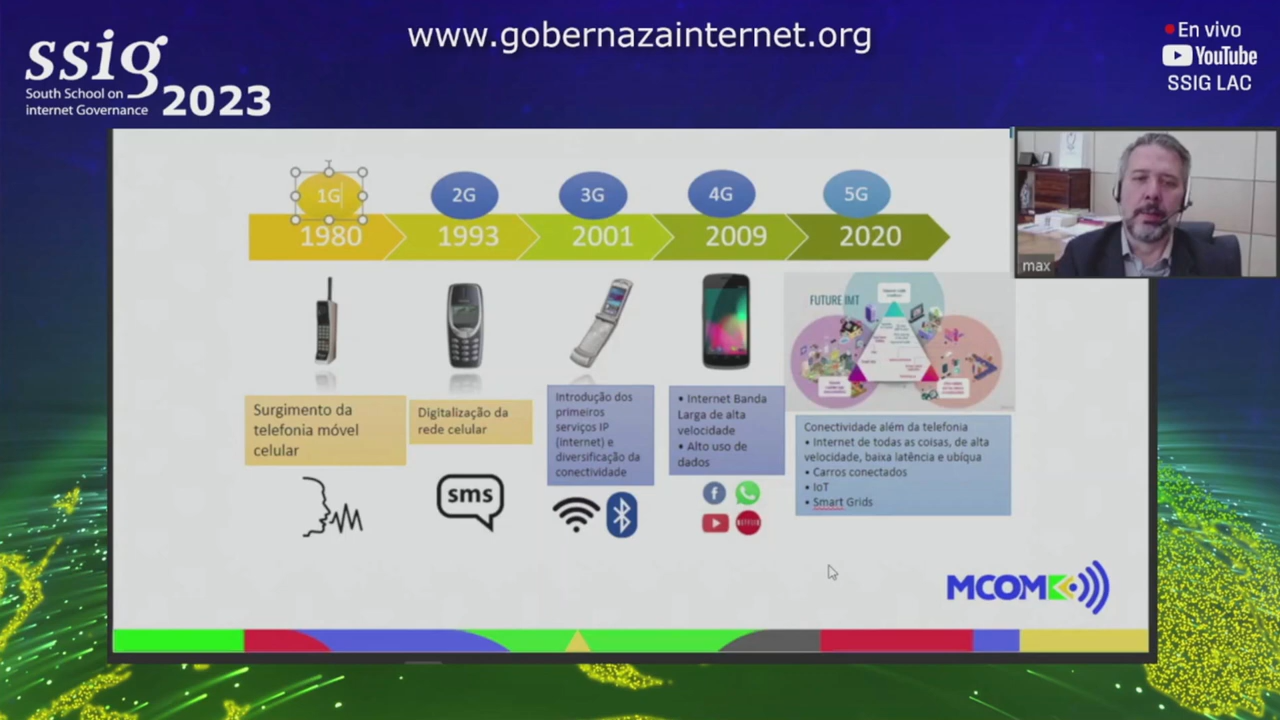 www.gobernazainternet.org
ssig
South School on
internet Governance
2023
En vivo
YouTube
SSIG LAC
max
1G
2G
3G
4G
5G
1980
1993
2001
2009
2020
FUTURE IMT
Surgimento da
telefonia móvel
celular
Digitalização da
rede celular
Introdução dos
primeiros
serviços IP
(internet) e
diversificação da
conectividade
• Internet Banda
Larga de alta
velocidade
• Alto uso de
dados
Conectividade além da telefonia
• Internet de todas as coisas, de alta
velocidade, baixa latência e ubíqua
• Carros conectados
• IoT
• Smart Grids
sms
NETFLIX
MCOM